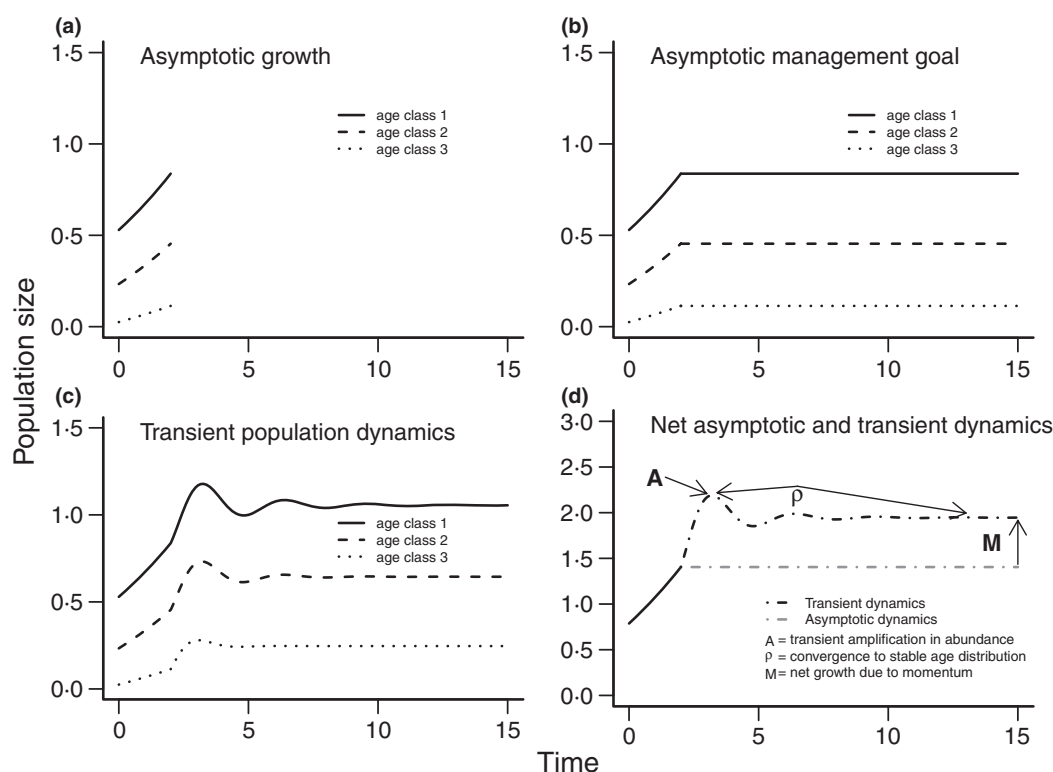 (a)
Asymptotic growth
age class 1
age class 2
age class 3
1·5
1·0
0·5
0·0
0 5 10 15
(b)
Asymptotic management goal
age class 1
age class 2
age class 3
1·5
1·0
0·5
0·0
0 5 10 15
Population size
(c)
Transient population dynamics
age class 1
age class 2
age class 3
1·5
1·0
0·5
0·0
0 5 10 15
(d)
Net asymptotic and transient dynamics
3·0
2·5
2·0
1·5
1·0
0·5
0·0
A
ρ
M
Transient dynamics
Asymptotic dynamics
A = transient amplification in abundance
ρ = convergence to stable age distribution
M = net growth due to momentum
0 5 10 15
Time